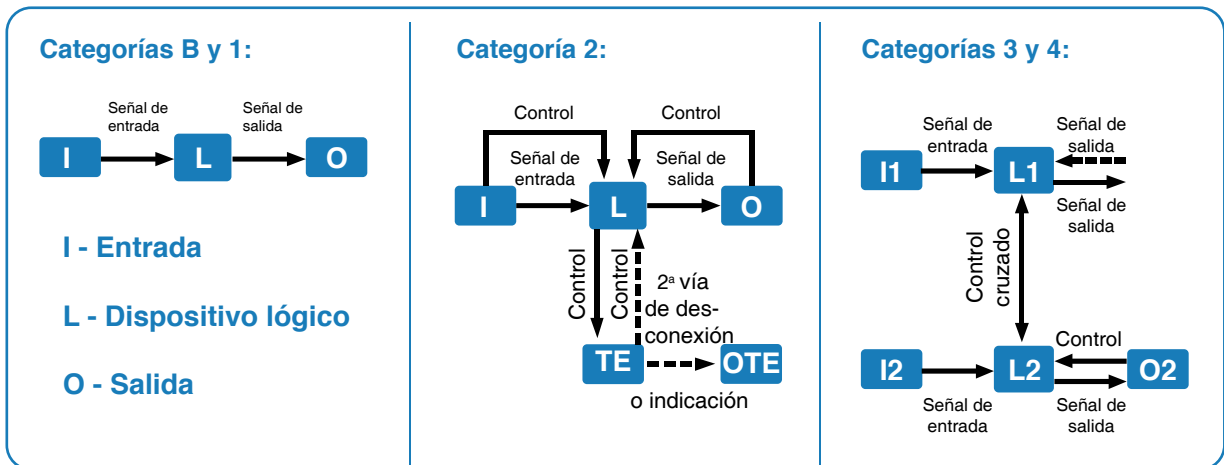 Categorías B y 1:
Señal de
entrada
Señal de
salida
I
L
O
I - Entrada
L - Dispositivo lógico
O - Salida
Categoría 2:
Control
Control
Señal de
entrada
Señal de
salida
I
L
O
Control
Control
2ª vía
de des-
conexión
TE
OTE
o indicación
Categorías 3 y 4:
Señal de
entrada
Señal de
salida
I1
L1
Señal de
salida
Control
cruzado
Control
I2
L2
O2
Señal de
entrada
Señal de
salida